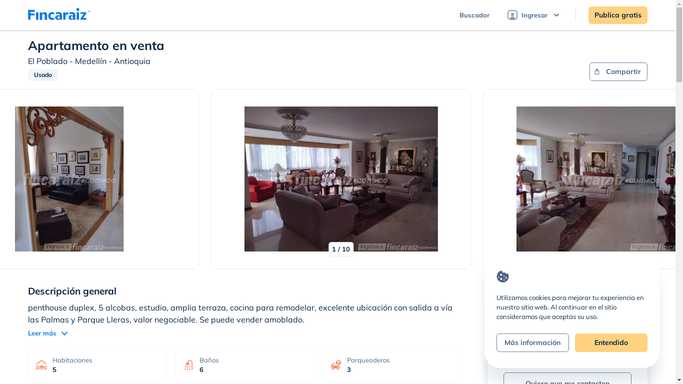 Fincaraiz
Buscador
Ingresar
Publica gratis
Apartamento en venta
El Poblado - Medellín - Antioquia
Usado
Compartir
fincaraiz
fincaraiz
fincaraiz
fincaraiz
fincaraiz
1 / 10
Descripción general
penthouse duplex, 5 alcobas, estudio, amplia terraza, cocina para remodelar, excelente ubicación con salida a vía
las Palmas y Parque Lleras, valor negociable. Se puede vender amoblado.
Leer más
Habitaciones
5
Baños
6
Parqueaderos
3
Utilizamos cookies para mejorar tu experiencia en
nuestro sitio web. Al continuar en el sitio
consideramos que aceptas su uso.
Más información
Entendido
Quiero que me contacten